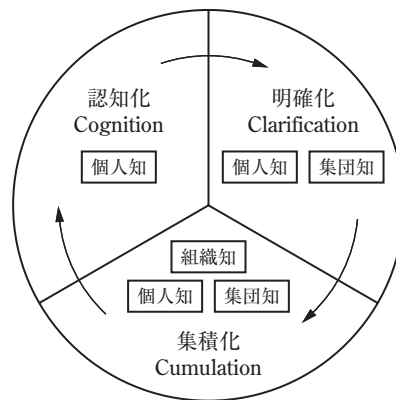 認知化
Cognition
個人知
明確化
Clarification
個人知 集団知
組織知
個人知 集団知
集積化
Cumulation